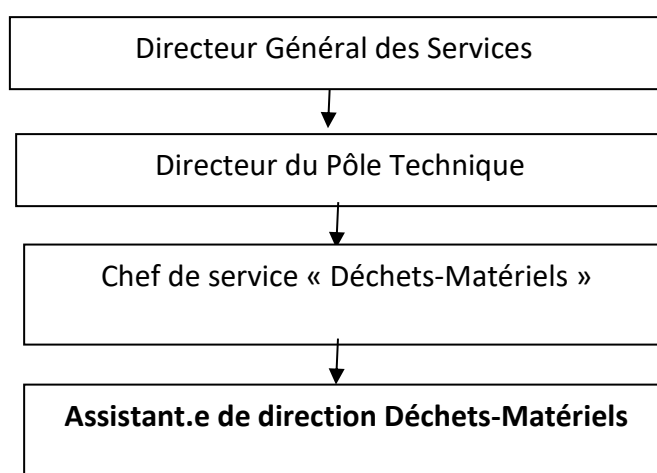 Directeur Général des Services
Directeur du Pôle Technique
Chef de service « Déchets-Matériels »
Assistant.e de direction Déchets-Matériels